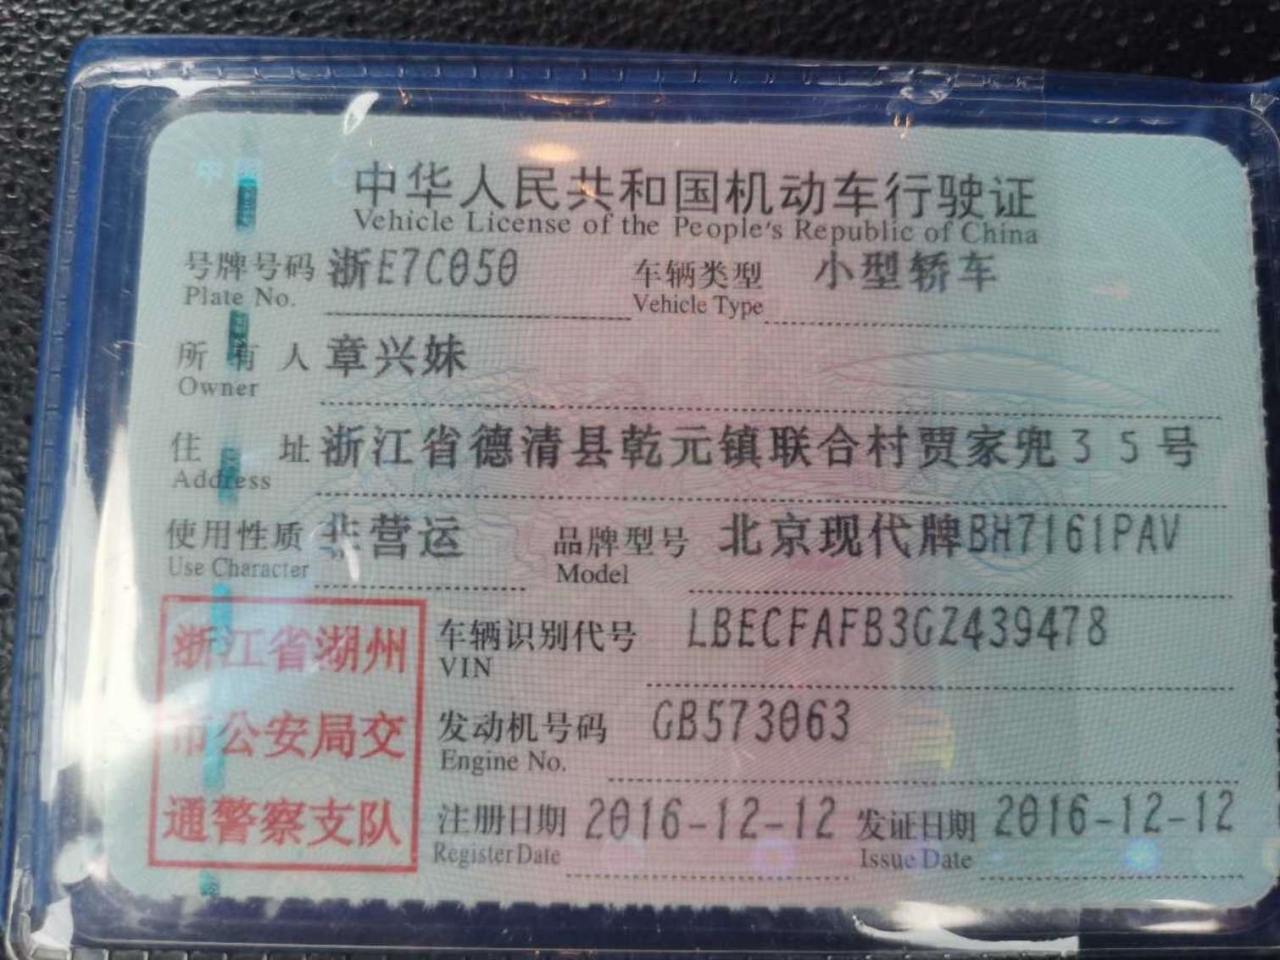 中华人民共和国机动车行驶证
Vehicle License of the People's Republic of China
号牌号码 浙E7C050 车辆类型 小型轿车
Plate No. Vehicle Type
所有人 章兴妹
Owner
住址 浙江省德清县乾元镇联合村贾家兜35号
Address
使用性质 非营运 品牌型号 北京现代牌BH7161PAV
Use Character Model
浙江省湖州
市公安局交
通警察支队
车辆识别代号 LBECFAFB3GZ439478
VIN
发动机号码 GB573063
Engine No.
注册日期 2016-12-12 发证日期 2016-12-12
Register Date Issue Date